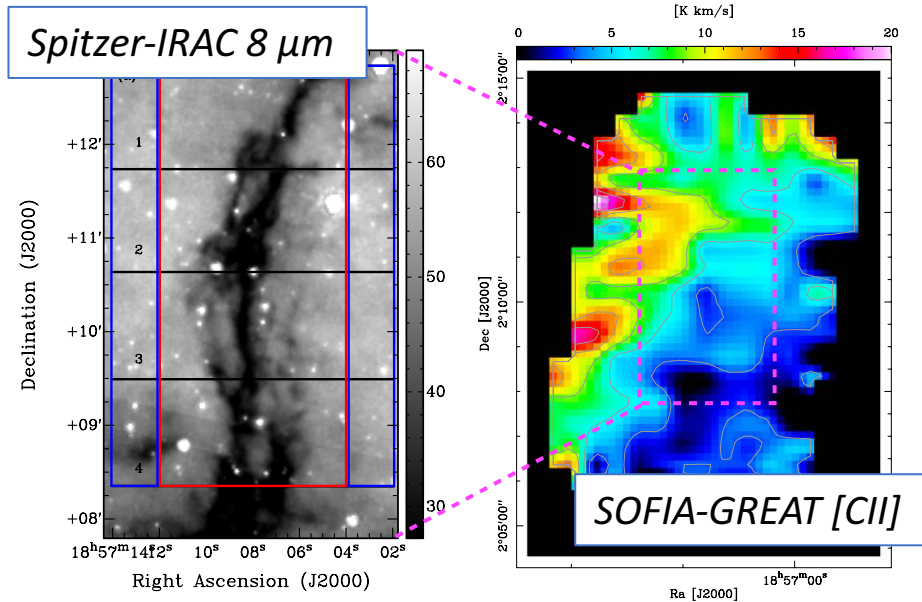 Spitzer-IRAC 8 μm
1
2
3
4
+12′
+11′
+10′
+09′
+08′
Declination (J2000)
18ʰ57ᵐ14ˢ12ˢ 10ˢ 08ˢ 06ˢ 04ˢ 02ˢ
Right Ascension (J2000)
60
50
40
30
[K km/s]
0 5 10 15 20
2°15′00″
2°10′00″
2°05′00″
Dec [J2000]
18ʰ57ᵐ00ˢ
Ra [J2000]
SOFIA-GREAT [CII]